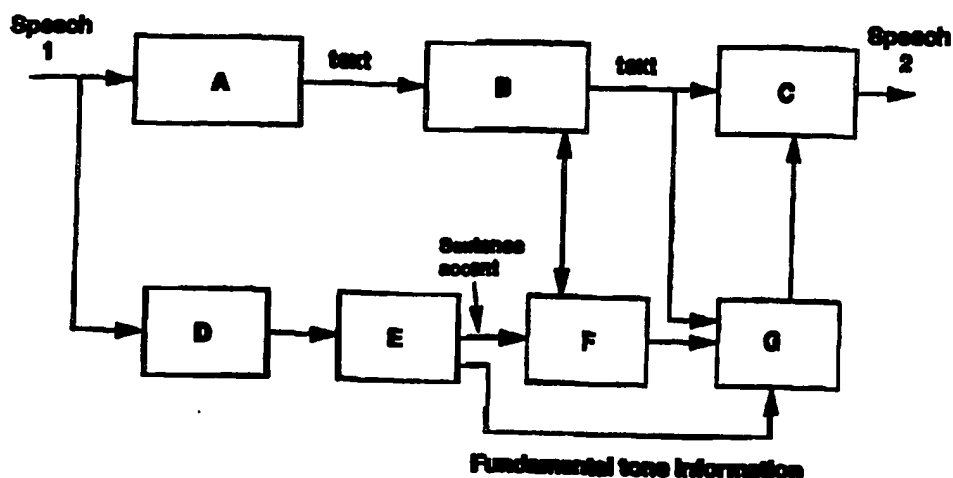 Speech
1
A
text
B
text
C
Speech
2
Sentence
accent
D
E
F
G
Fundamental tone information